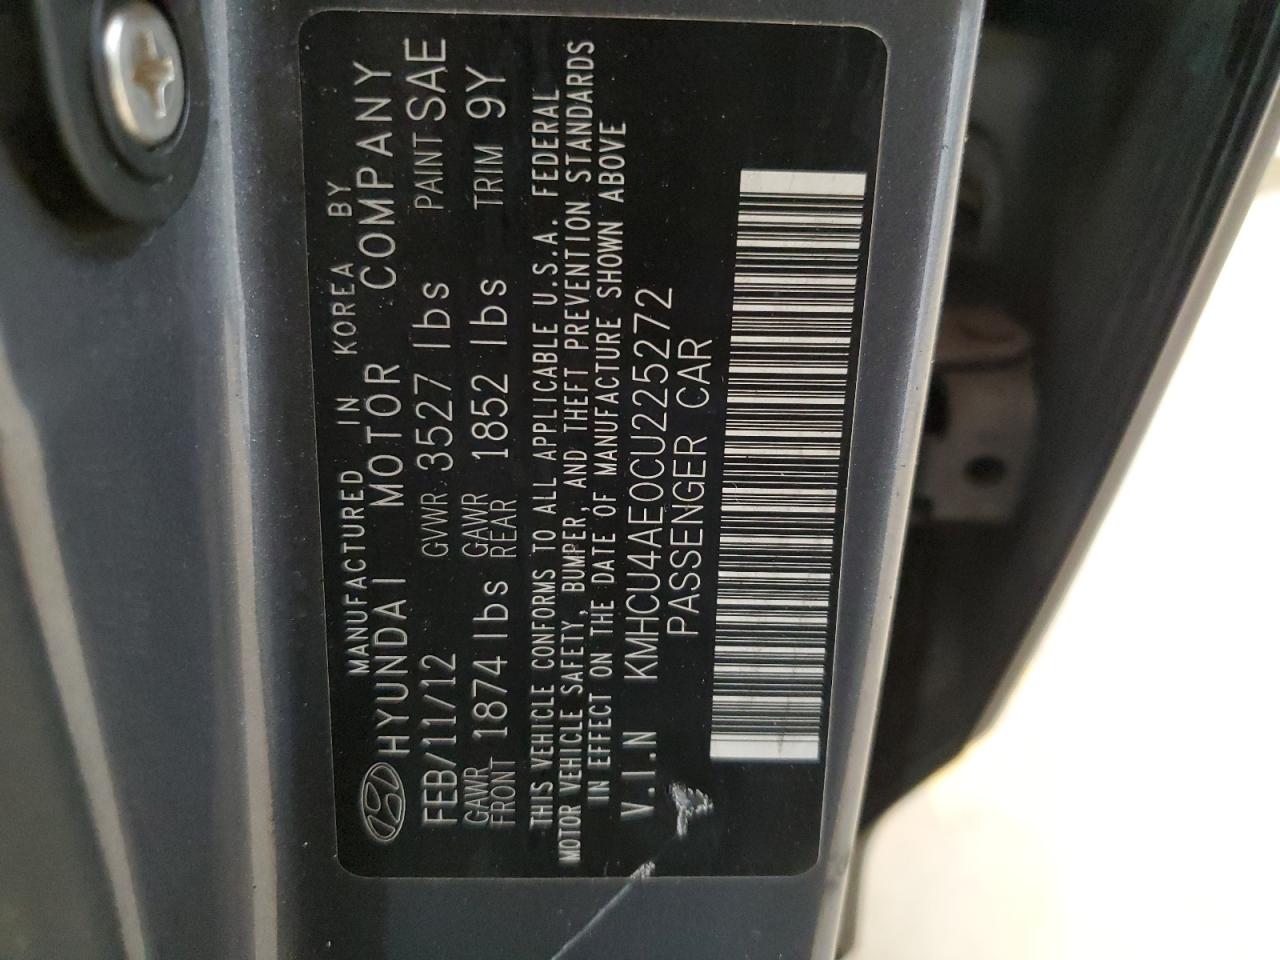 MANUFACTURED IN KOREA BY
HYUNDAI MOTOR COMPANY
FEB/11/12 GVWR 3527 lbs PAINT SAE
GAWR FRONT 1874 lbs GAWR REAR 1852 lbs TRIM 9Y
THIS VEHICLE CONFORMS TO ALL APPLICABLE U.S.A. FEDERAL
MOTOR VEHICLE SAFETY, BUMPER, AND THEFT PREVENTION STANDARDS
IN EFFECT ON THE DATE OF MANUFACTURE SHOWN ABOVE
V.I.N KMHCU4AE0CU225272
PASSENGER CAR